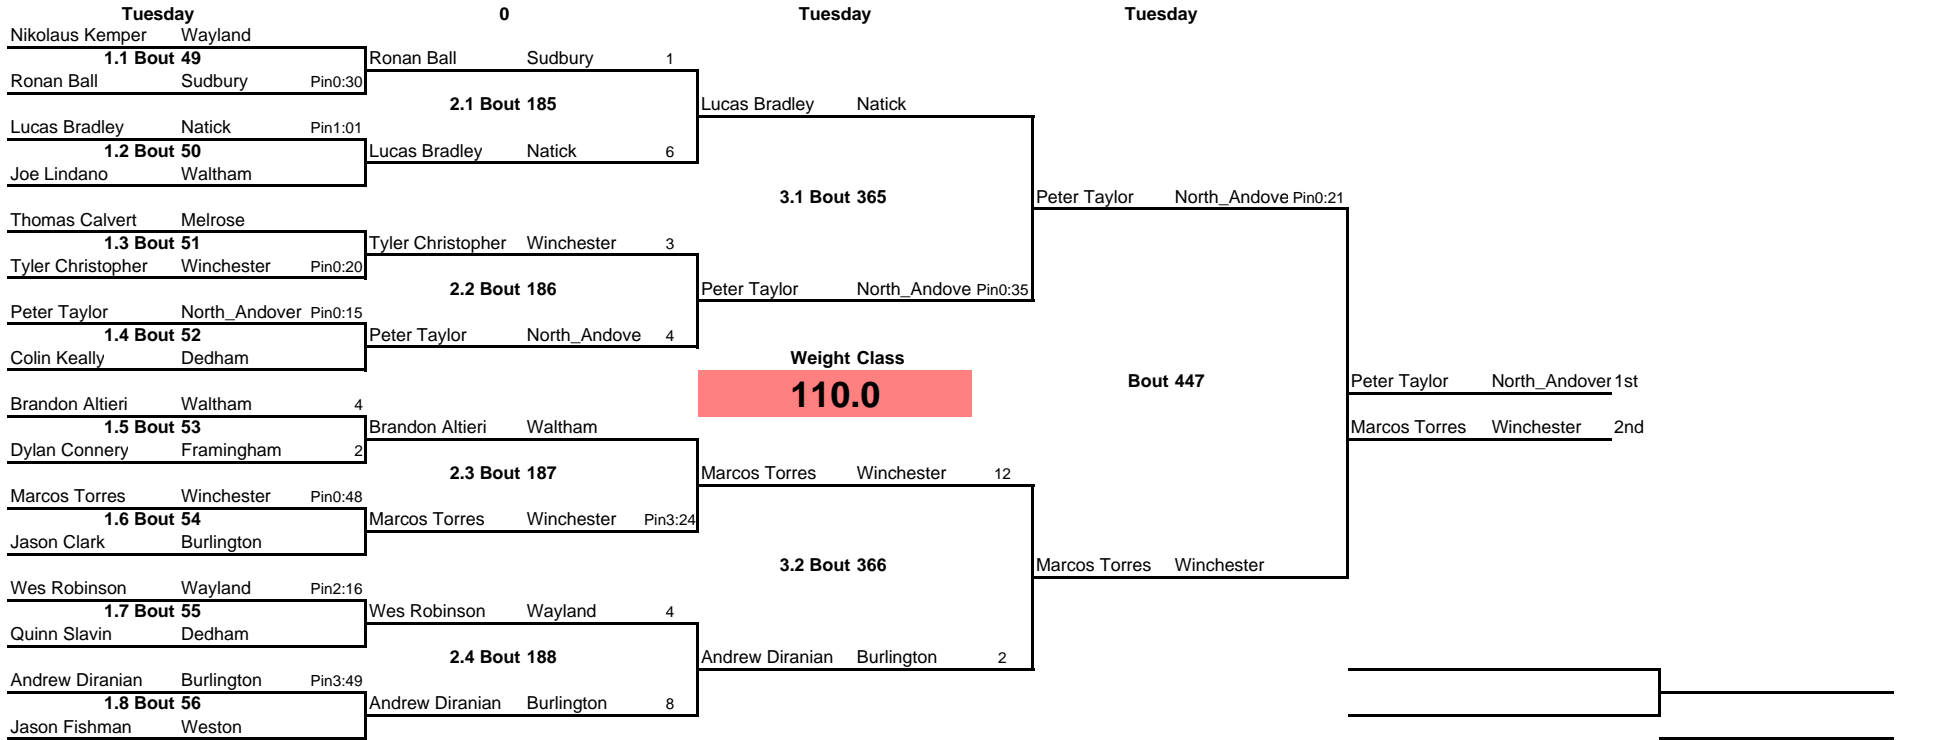 Tuesday 0 Tuesday Tuesday
Nikolaus Kemper Wayland
1.1 Bout 49 Ronan Ball Sudbury 1
Ronan Ball Sudbury Pin0:30
2.1 Bout 185 Lucas Bradley Natick
Lucas Bradley Natick Pin1:01
1.2 Bout 50 Lucas Bradley Natick 6
Joe Lindano Waltham
3.1 Bout 365 Peter Taylor North_Andove Pin0:21
Thomas Calvert Melrose
1.3 Bout 51 Tyler Christopher Winchester 3
Tyler Christopher Winchester Pin0:20
2.2 Bout 186 Peter Taylor North_Andove Pin0:35
Peter Taylor North_Andover Pin0:15
1.4 Bout 52 Peter Taylor North_Andove 4
Colin Keally Dedham Weight Class
110.0 Bout 447 Peter Taylor North_Andover 1st
Brandon Altieri Waltham 4
1.5 Bout 53 Brandon Altieri Waltham Marcos Torres Winchester 2nd
Dylan Connery Framingham 2
2.3 Bout 187 Marcos Torres Winchester 12
Marcos Torres Winchester Pin0:48
1.6 Bout 54 Marcos Torres Winchester Pin3:24
Jason Clark Burlington
3.2 Bout 366 Marcos Torres Winchester
Wes Robinson Wayland Pin2:16
1.7 Bout 55 Wes Robinson Wayland 4
Quinn Slavin Dedham
2.4 Bout 188 Andrew Diranian Burlington 2
Andrew Diranian Burlington Pin3:49
1.8 Bout 56 Andrew Diranian Burlington 8
Jason Fishman Weston